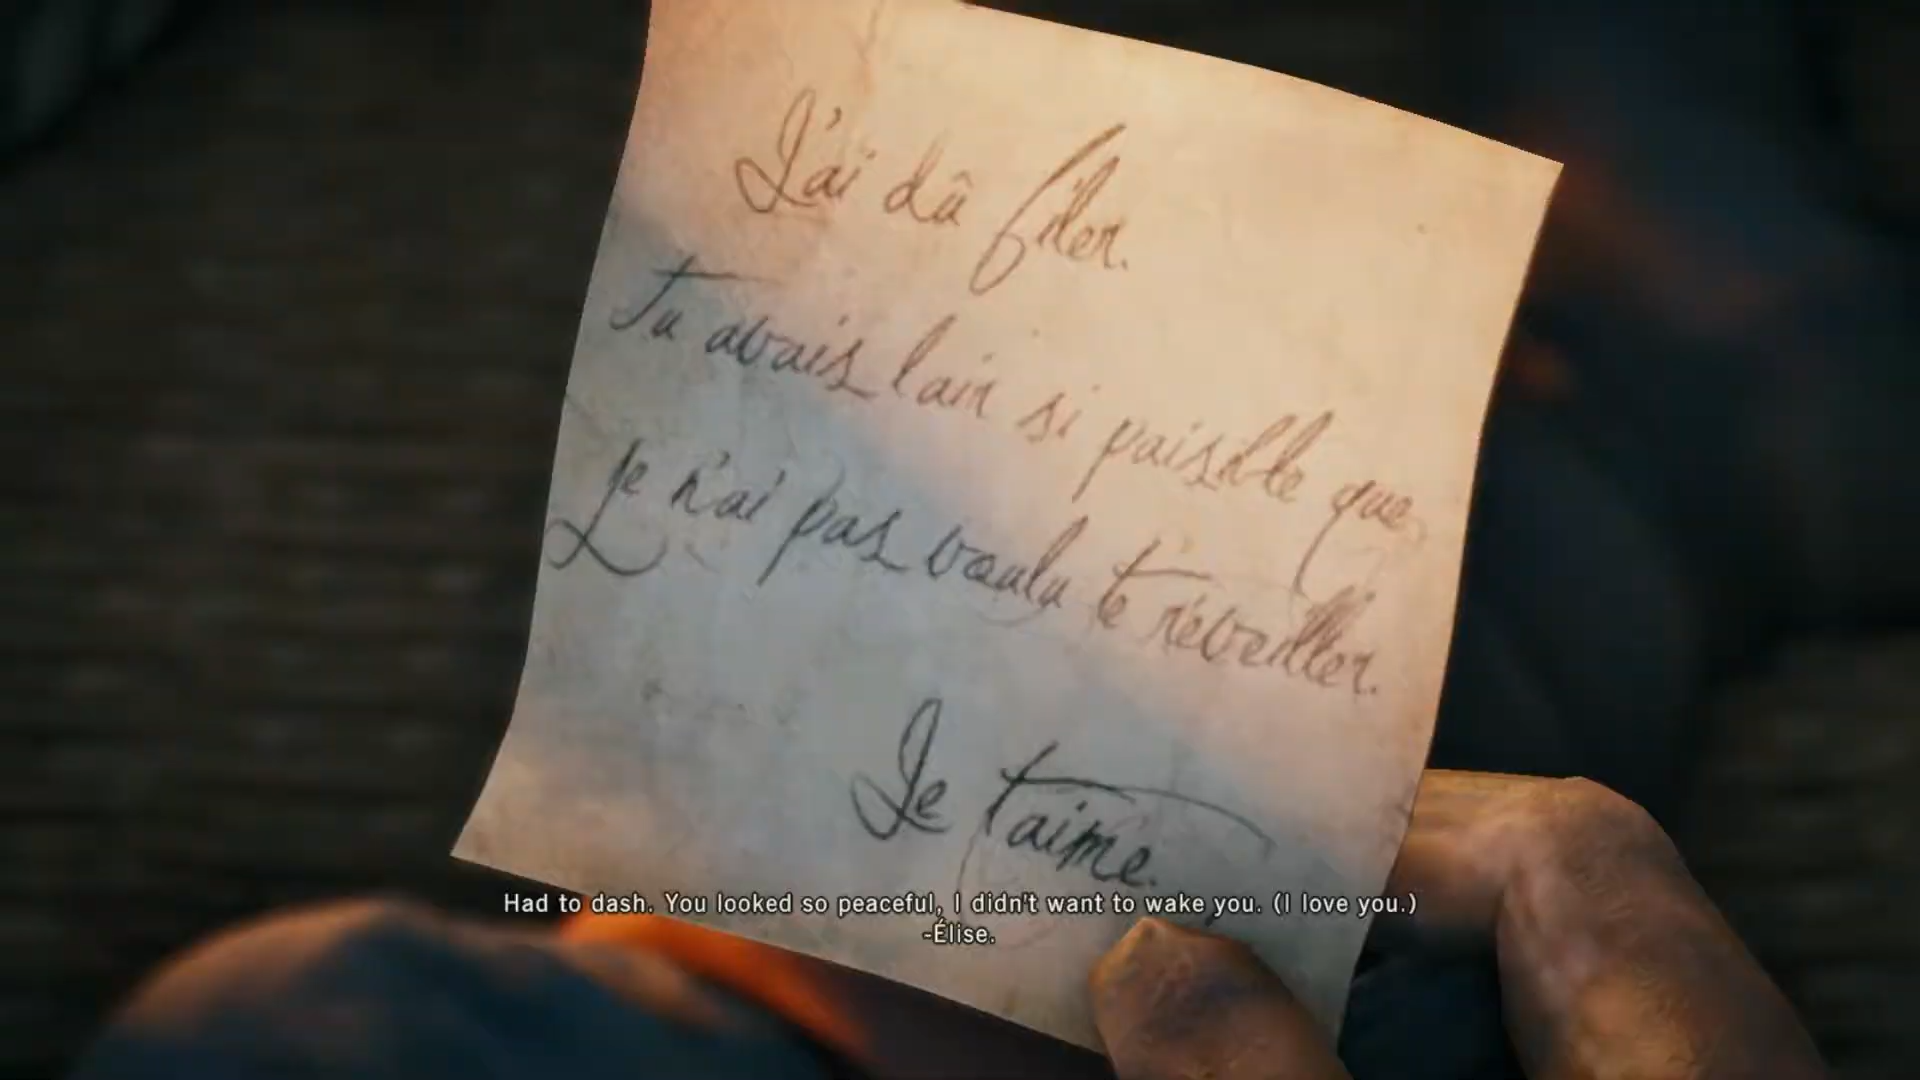 J'ai dû filer.
Tu avais l'air si paisible que
je n'ai pas voulu te réveiller.
Je t'aime.
Had to dash. You looked so peaceful, I didn't want to wake you. (I love you.)
-Élise.